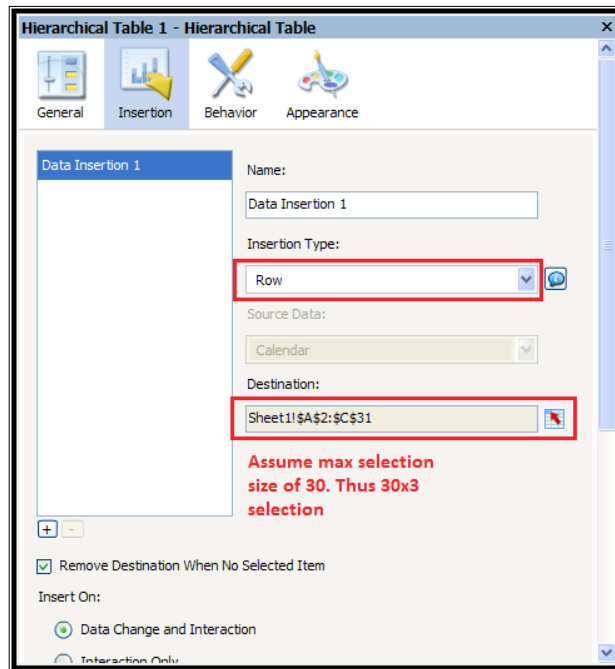 Hierarchical Table 1 - Hierarchical Table
General Insertion Behavior Appearance
Data Insertion 1
Name:
Data Insertion 1
Insertion Type:
Row
Source Data:
Calendar
Destination:
Sheet1!$A$2:$C$31
Assume max selection
size of 30. Thus 30x3
selection
Remove Destination When No Selected Item
Insert On:
Data Change and Interaction
Interaction Only